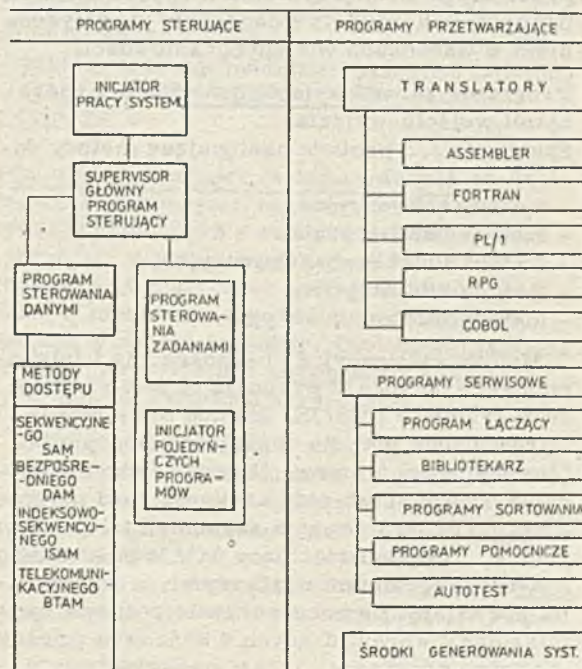 PROGRAMY STERUJĄCE
INICJATOR
PRACY SYSTEMU
SUPERVISOR
GŁÓWNY
PROGRAM
STERUJĄCY
PROGRAM
STEROWANIA
DANYMI
PROGRAM
STEROWA-
NIA
ZADANIAMI
METODY
DOSTĘPU
SEKWENCYJNE
-GO
SAM
BEZPOŚRE-
-DNIEGO
DAM
INDEKSOWO-
SEKWENCYJ-
NEGO
ISAM
TELEKOMUNI-
KACYJNEGO
BTAM
INICJATOR
POJEDYŃ-
CZYCH
PROGRA-
MÓW
PROGRAMY PRZETWARZAJĄCE
TRANSLATORY
ASSEMBLER
FORTRAN
PL/1
RPG
COBOL
PROGRAMY SERWISOWE
PROGRAM ŁĄCZĄCY
BIBLIOTEKARZ
PROGRAMY SORTOWANIA
PROGRAMY POMOCNICZE
AUTOTEST
ŚRODKI GENEROWANIA SYST.